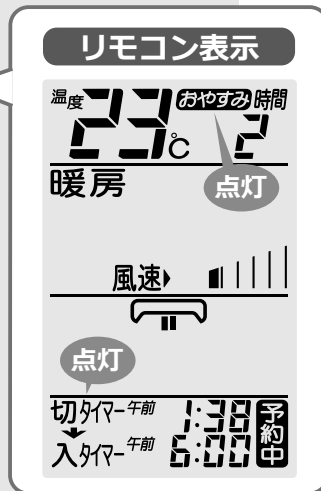 リモコン表示
温度 23℃ おやすみ 時間 2
暖房
点灯
風速
点灯
切タイマー 午前 1:38
入タイマー 午前 6:00
予約中